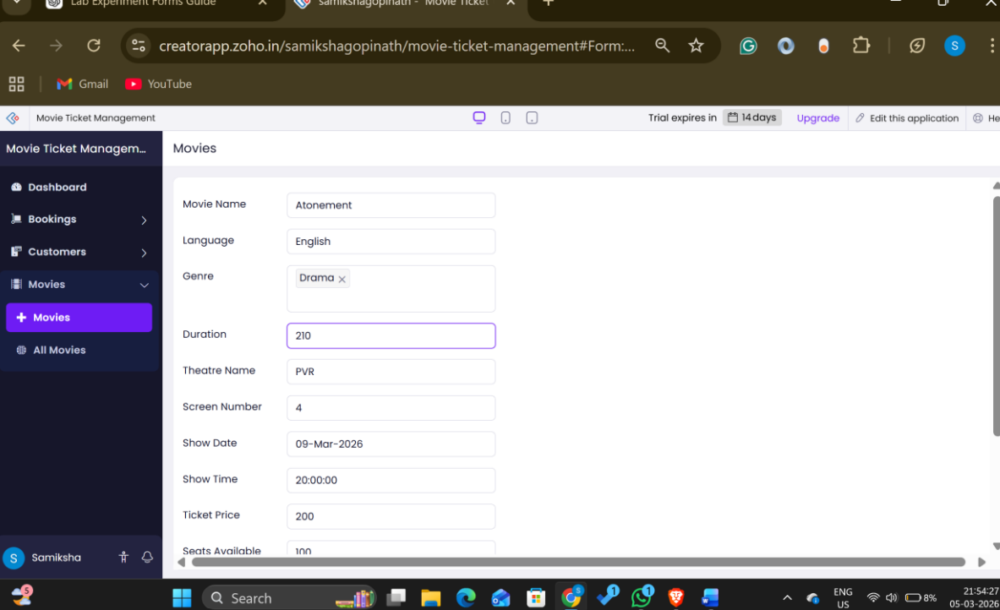 Lab Experiment Forms Guide
samikshagopinath - Movie Ticket
creatorapp.zoho.in/samikshagopinath/movie-ticket-management#Form:...
S
Gmail
YouTube
Movie Ticket Management
Trial expires in
14 days
Upgrade
Edit this application
He
Movie Ticket Managem...
Movies
Dashboard
Bookings
Customers
Movies
Movies
All Movies
Movie Name
Atonement
Language
English
Genre
Drama
Duration
210
Theatre Name
PVR
Screen Number
4
Show Date
09-Mar-2026
Show Time
20:00:00
Ticket Price
200
Seats Available
100
S
Samiksha
5
Search
5
1
1
ENG
US
8%
21:54:27
05-03-2026